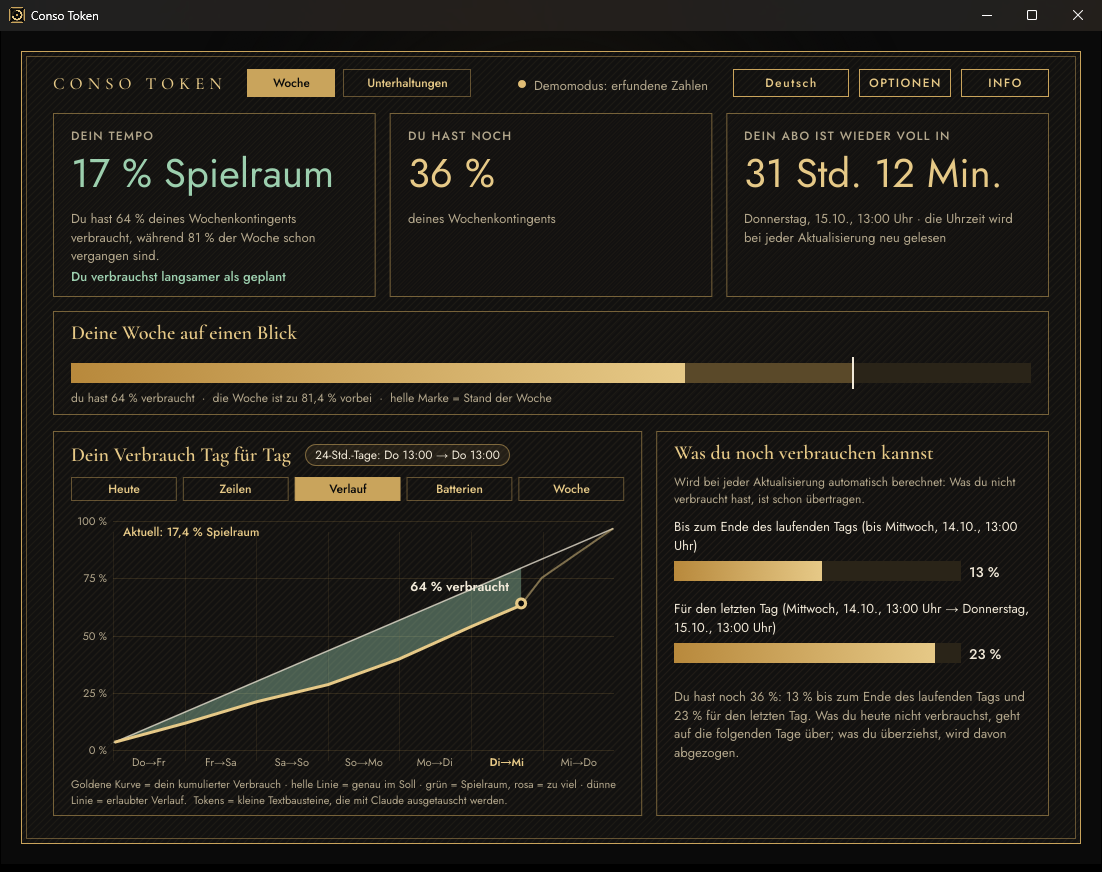 Conso Token
CONSO TOKEN
Woche
Unterhaltungen
Demomodus: erfundene Zahlen
Deutsch
OPTIONEN
INFO
DEIN TEMPO
17 % Spielraum
Du hast 64 % deines Wochenkontingents
verbraucht, während 81 % der Woche schon
vergangen sind.
Du verbrauchst langsamer als geplant
DU HAST NOCH
36 %
deines Wochenkontingents
DEIN ABO IST WIEDER VOLL IN
31 Std. 12 Min.
Donnerstag, 15.10., 13:00 Uhr · die Uhrzeit wird
bei jeder Aktualisierung neu gelesen
Deine Woche auf einen Blick
du hast 64 % verbraucht · die Woche ist zu 81,4 % vorbei · helle Marke = Stand der Woche
Dein Verbrauch Tag für Tag
24-Std.-Tage: Do 13:00 → Do 13:00
Heute
Zeilen
Verlauf
Batterien
Woche
100 %
Aktuell: 17,4 % Spielraum
75 %
64 % verbraucht
50 %
25 %
0 %
Do→Fr
Fr→Sa
Sa→So
So→Mo
Mo→Di
Di→Mi
Mi→Do
Goldene Kurve = dein kumulierter Verbrauch · helle Linie = genau im Soll · grün = Spielraum, rosa = zu viel · dünne
Linie = erlaubter Verlauf. Tokens = kleine Textbausteine, die mit Claude ausgetauscht werden.
Was du noch verbrauchen kannst
Wird bei jeder Aktualisierung automatisch berechnet: Was du nicht
verbraucht hast, ist schon übertragen.
Bis zum Ende des laufenden Tags (bis Mittwoch, 14.10., 13:00
Uhr)
13 %
Für den letzten Tag (Mittwoch, 14.10., 13:00 Uhr → Donnerstag,
15.10., 13:00 Uhr)
23 %
Du hast noch 36 %: 13 % bis zum Ende des laufenden Tags und
23 % für den letzten Tag. Was du heute nicht verbrauchst, geht
auf die folgenden Tage über; was du überziehst, wird davon
abgezogen.